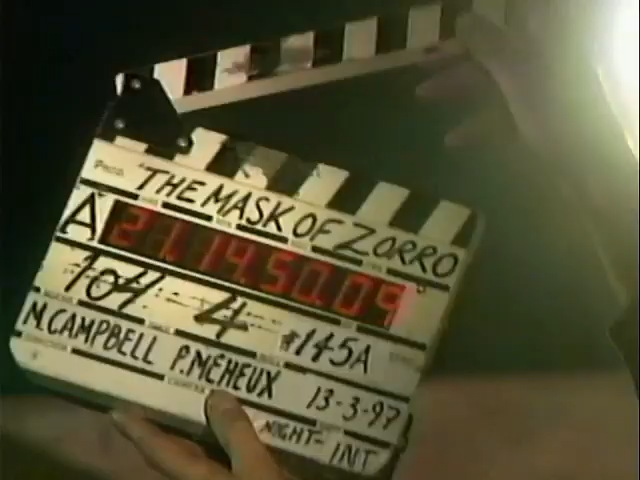 PROD. "THE MASK OF ZORRO
A 21.14.50.09
104 4 #145A
M.CAMPBELL P.MEHEUX 13-3-97
NIGHT- INT